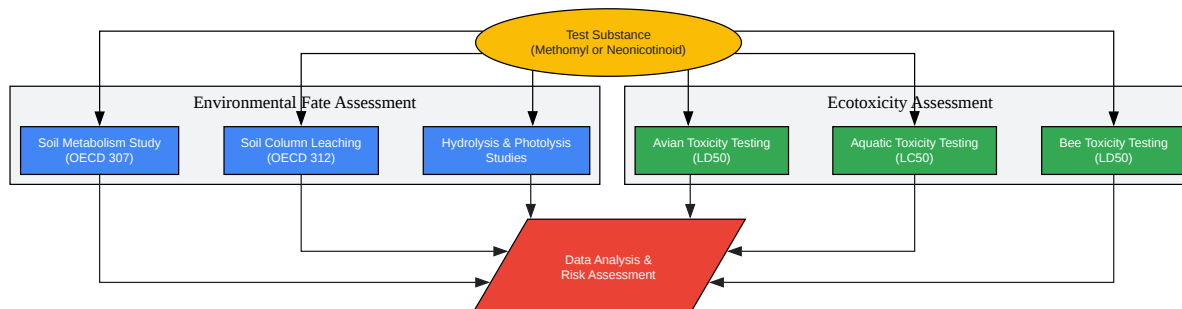 Test Substance
(Methomyl or Neonicotinoid)
Environmental Fate Assessment
Ecotoxicity Assessment
Soil Metabolism Study
(OECD 307)
Soil Column Leaching
(OECD 312)
Hydrolysis & Photolysis
Studies
Avian Toxicity Testing
(LD50)
Aquatic Toxicity Testing
(LC50)
Bee Toxicity Testing
(LD50)
Data Analysis &
Risk Assessment